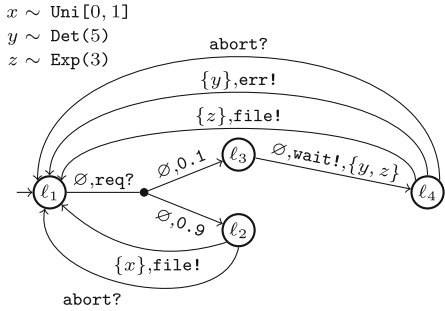 x ∼ Uni[0, 1]
y ∼ Det(5)
z ∼ Exp(3)
abort?
{y},err!
{z},file!
∅,req?
∅,0.1
∅,wait!,{y, z}
∅,0.9
ℓ1
ℓ3
ℓ4
ℓ2
{x},file!
abort?